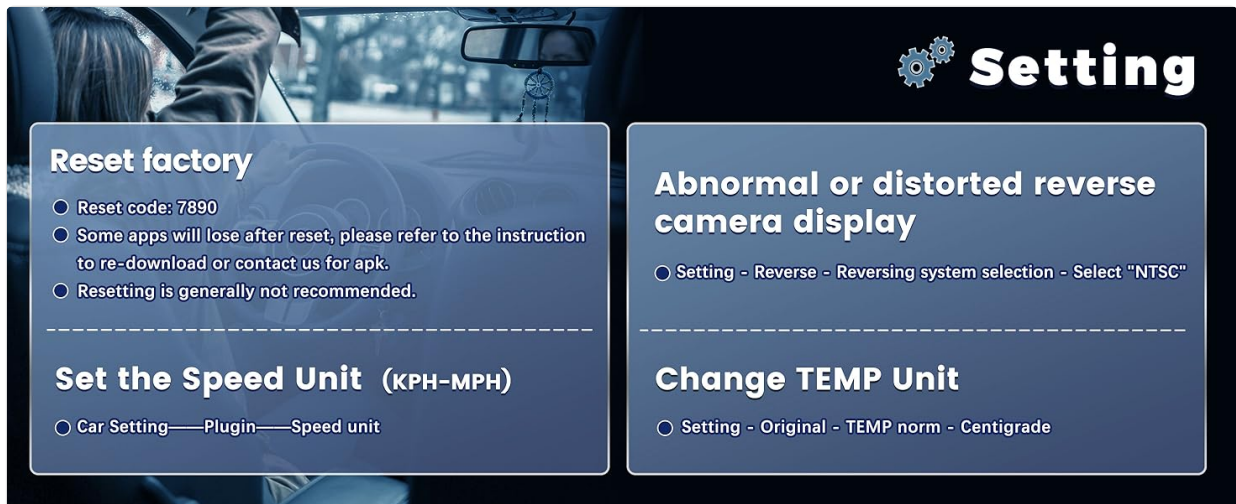 Setting
Reset factory
Reset code: 7890
Some apps will lose after reset, please refer to the instruction
to re-download or contact us for apk.
Resetting is generally not recommended.
Set the Speed Unit (KPH-MPH)
Car Setting——Plugin——Speed unit
Abnormal or distorted reverse
camera display
Setting - Reverse - Reversing system selection - Select "NTSC"
Change TEMP Unit
Setting - Original - TEMP norm - Centigrade